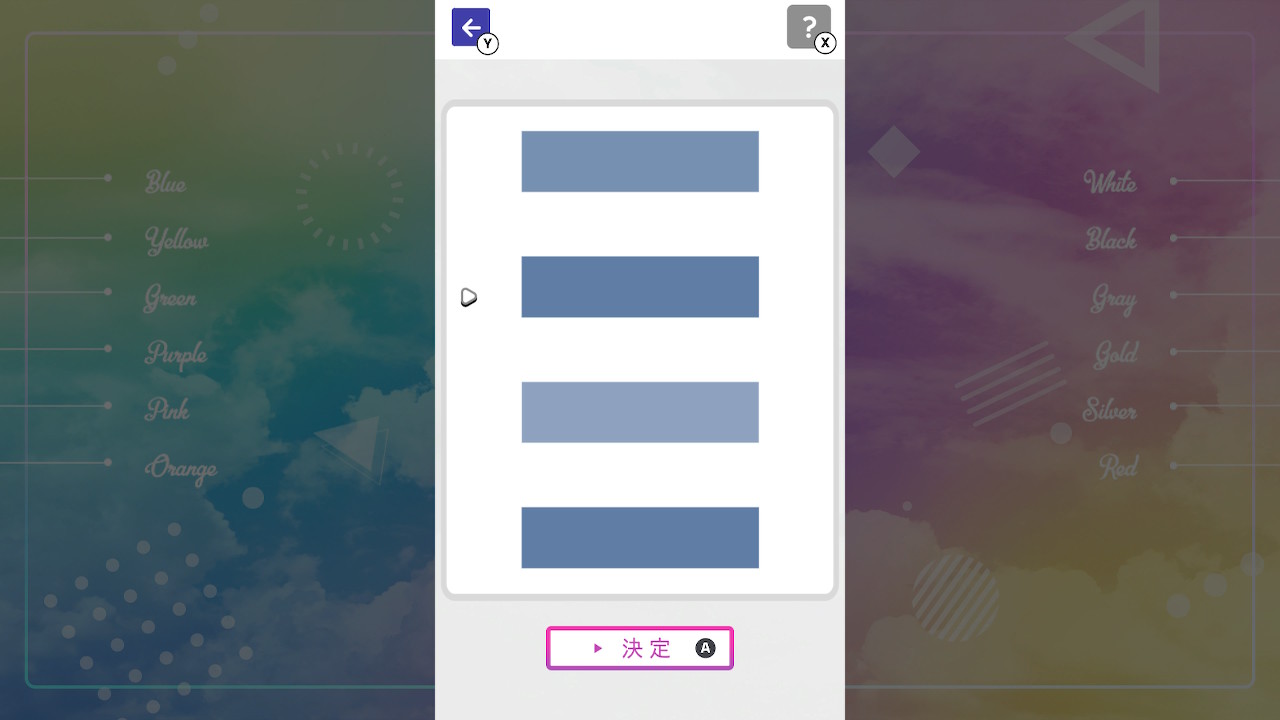 Y
?
X
Blue
Yellow
Green
Purple
Pink
Orange
White
Black
Gray
Gold
Silver
Red
決定 A